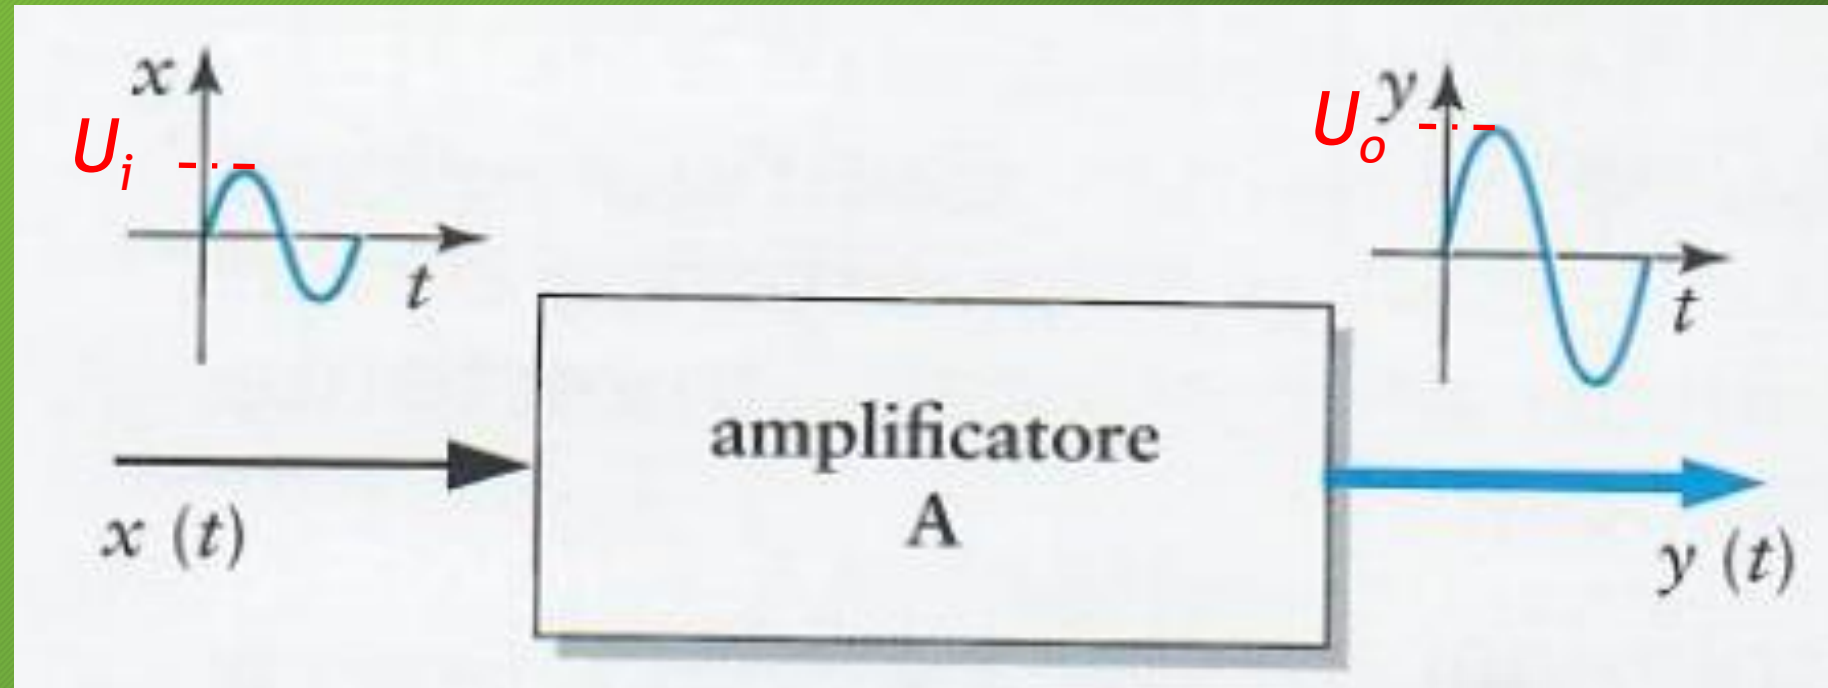 x
U_i
t
U_o
y
t
amplificatore
A
x (t)
y (t)